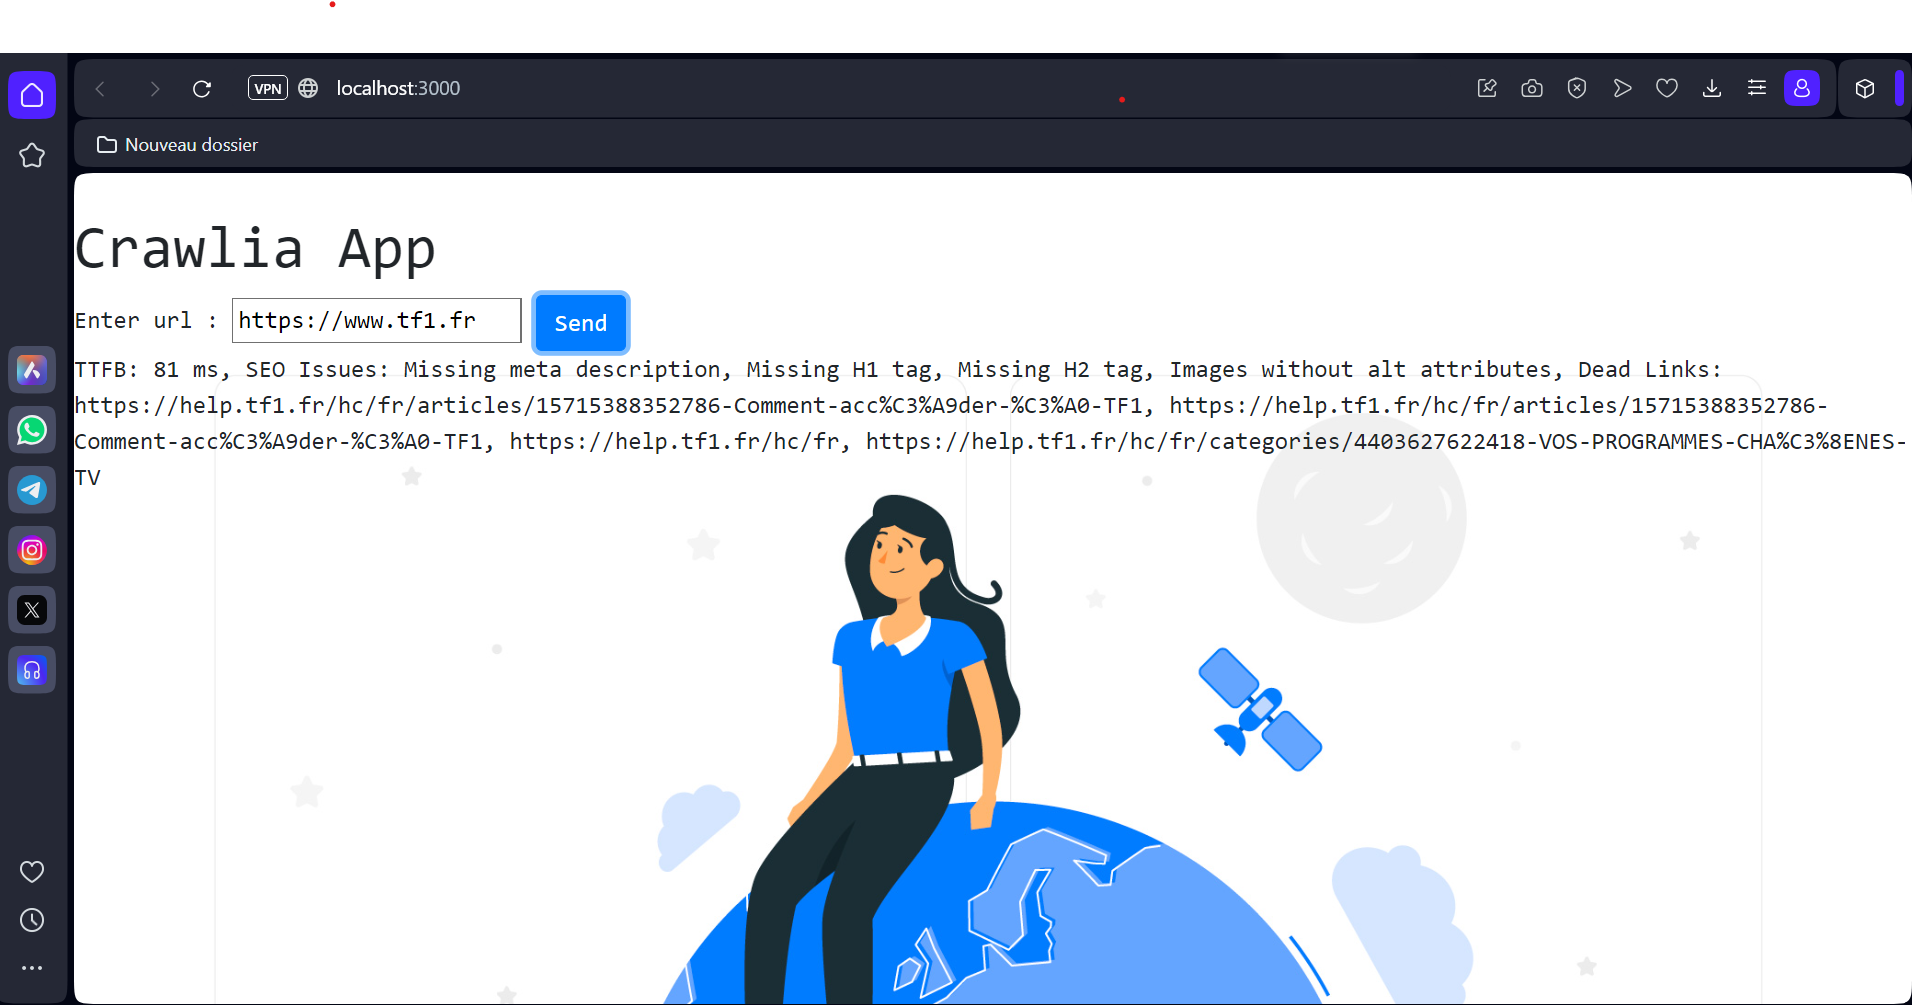 VPN localhost:3000
Nouveau dossier
Crawlia App
Enter url : https://www.tf1.fr Send
TTFB: 81 ms, SEO Issues: Missing meta description, Missing H1 tag, Missing H2 tag, Images without alt attributes, Dead Links:
https://help.tf1.fr/hc/fr/articles/15715388352786-Comment-acc%C3%A9der-%C3%A0-TF1, https://help.tf1.fr/hc/fr/articles/15715388352786-
Comment-acc%C3%A9der-%C3%A0-TF1, https://help.tf1.fr/hc/fr, https://help.tf1.fr/hc/fr/categories/4403627622418-VOS-PROGRAMMES-CHA%C3%8ENES-
TV